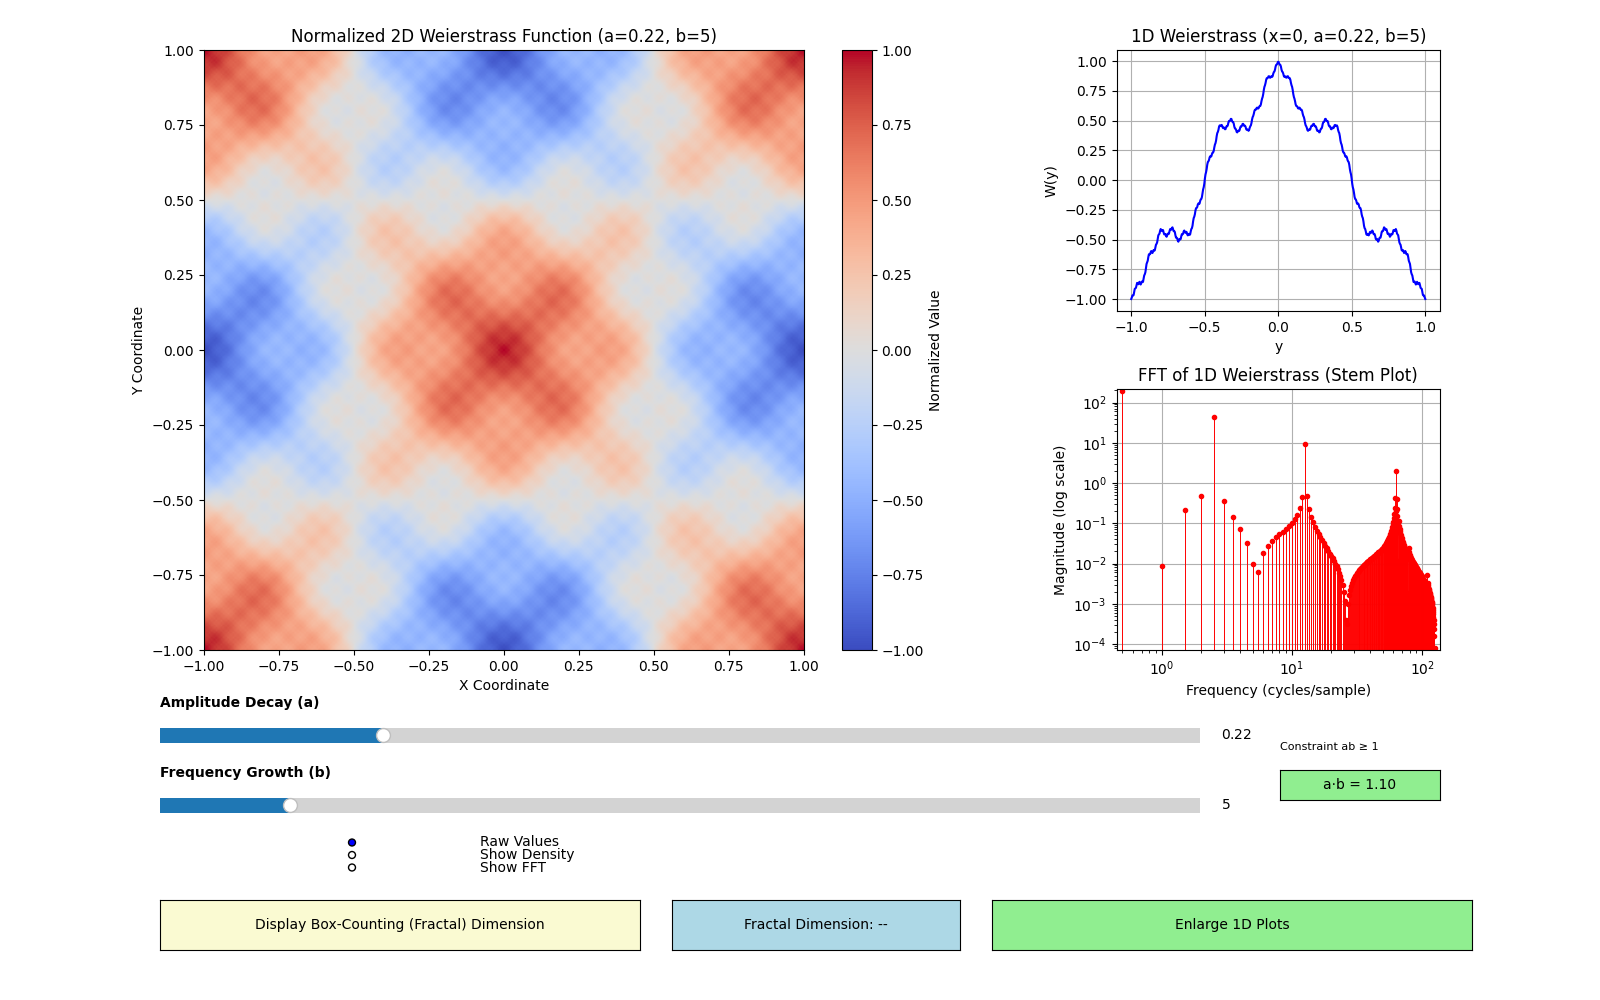 Normalized 2D Weierstrass Function (a=0.22, b=5)
1.00
0.75
0.50
0.25
0.00
−0.25
−0.50
−0.75
−1.00
Y Coordinate
−1.00 −0.75 −0.50 −0.25 0.00 0.25 0.50 0.75 1.00
X Coordinate
1.00
0.75
0.50
0.25
0.00
−0.25
−0.50
−0.75
−1.00
Normalized Value
1D Weierstrass (x=0, a=0.22, b=5)
1.00
0.75
0.50
0.25
0.00
−0.25
−0.50
−0.75
−1.00
W(y)
−1.0 −0.5 0.0 0.5 1.0
y
FFT of 1D Weierstrass (Stem Plot)
10²
10¹
10⁰
10⁻¹
10⁻²
10⁻³
10⁻⁴
Magnitude (log scale)
10⁰ 10¹ 10²
Frequency (cycles/sample)
Amplitude Decay (a)
0.22
Constraint ab ≥ 1
Frequency Growth (b)
5
a·b = 1.10
Raw Values
Show Density
Show FFT
Display Box-Counting (Fractal) Dimension
Fractal Dimension: --
Enlarge 1D Plots